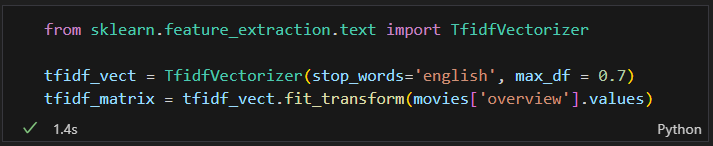 from sklearn.feature_extraction.text import TfidfVectorizer
tfidf_vect = TfidfVectorizer(stop_words='english', max_df = 0.7)
tfidf_matrix = tfidf_vect.fit_transform(movies['overview'].values)
1.4s Python